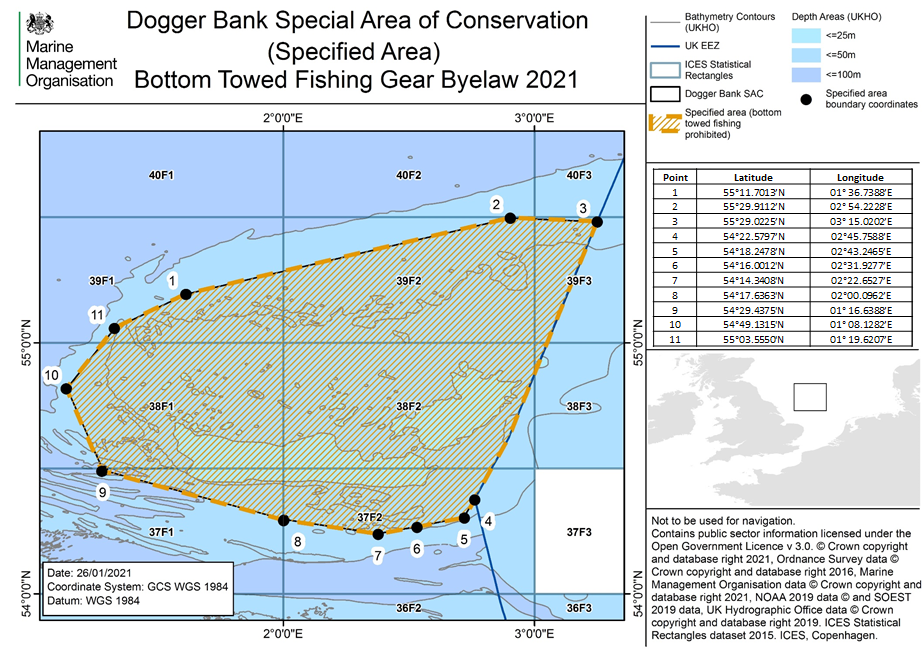 Marine
Management
Organisation
Dogger Bank Special Area of Conservation
(Specified Area)
Bottom Towed Fishing Gear Byelaw 2021
Bathymetry Contours
(UKHO)
UK EEZ
ICES Statistical
Rectangles
Dogger Bank SAC
Specified area (bottom
towed fishing
prohibited)
Depth Areas (UKHO)
<=25m
<=50m
<=100m
Specified area
boundary coordinates
2°0'0"E 3°0'0"E
40F1 40F2 40F3
2 3
39F1 1 39F2 39F3
11
55°0'0"N 55°0'0"N
10
38F1 38F2 38F3
9
37F1 37F2 37F3
8 7 6 5 4
54°0'0"N 54°0'0"N
36F2 36F3
2°0'0"E 3°0'0"E
Date: 26/01/2021
Coordinate System: GCS WGS 1984
Datum: WGS 1984
Point Latitude Longitude
1 55°11.7013'N 01° 36.7388'E
2 55°29.9112'N 02° 54.2228'E
3 55°29.0225'N 03° 15.0202'E
4 54°22.5797'N 02°45.7588'E
5 54°18.2478'N 02°43.2465'E
6 54°16.0012'N 02°31.9277'E
7 54°14.3408'N 02°22.6527'E
8 54°17.6363'N 02°00.0962'E
9 54°29.4375'N 01° 16.6388'E
10 54°49.1315'N 01° 08.1282'E
11 55°03.5550'N 01° 19.6207'E
Not to be used for navigation.
Contains public sector information licensed under the
Open Government Licence v 3.0. © Crown copyright
and database right 2021, Ordnance Survey data ©
Crown copyright and database right 2016, Marine
Management Organisation data © Crown copyright and
database right 2021, NOAA 2019 data © and SOEST
2019 data, UK Hydrographic Office data © Crown
copyright and database right 2019. ICES Statistical
Rectangles dataset 2015. ICES, Copenhagen.